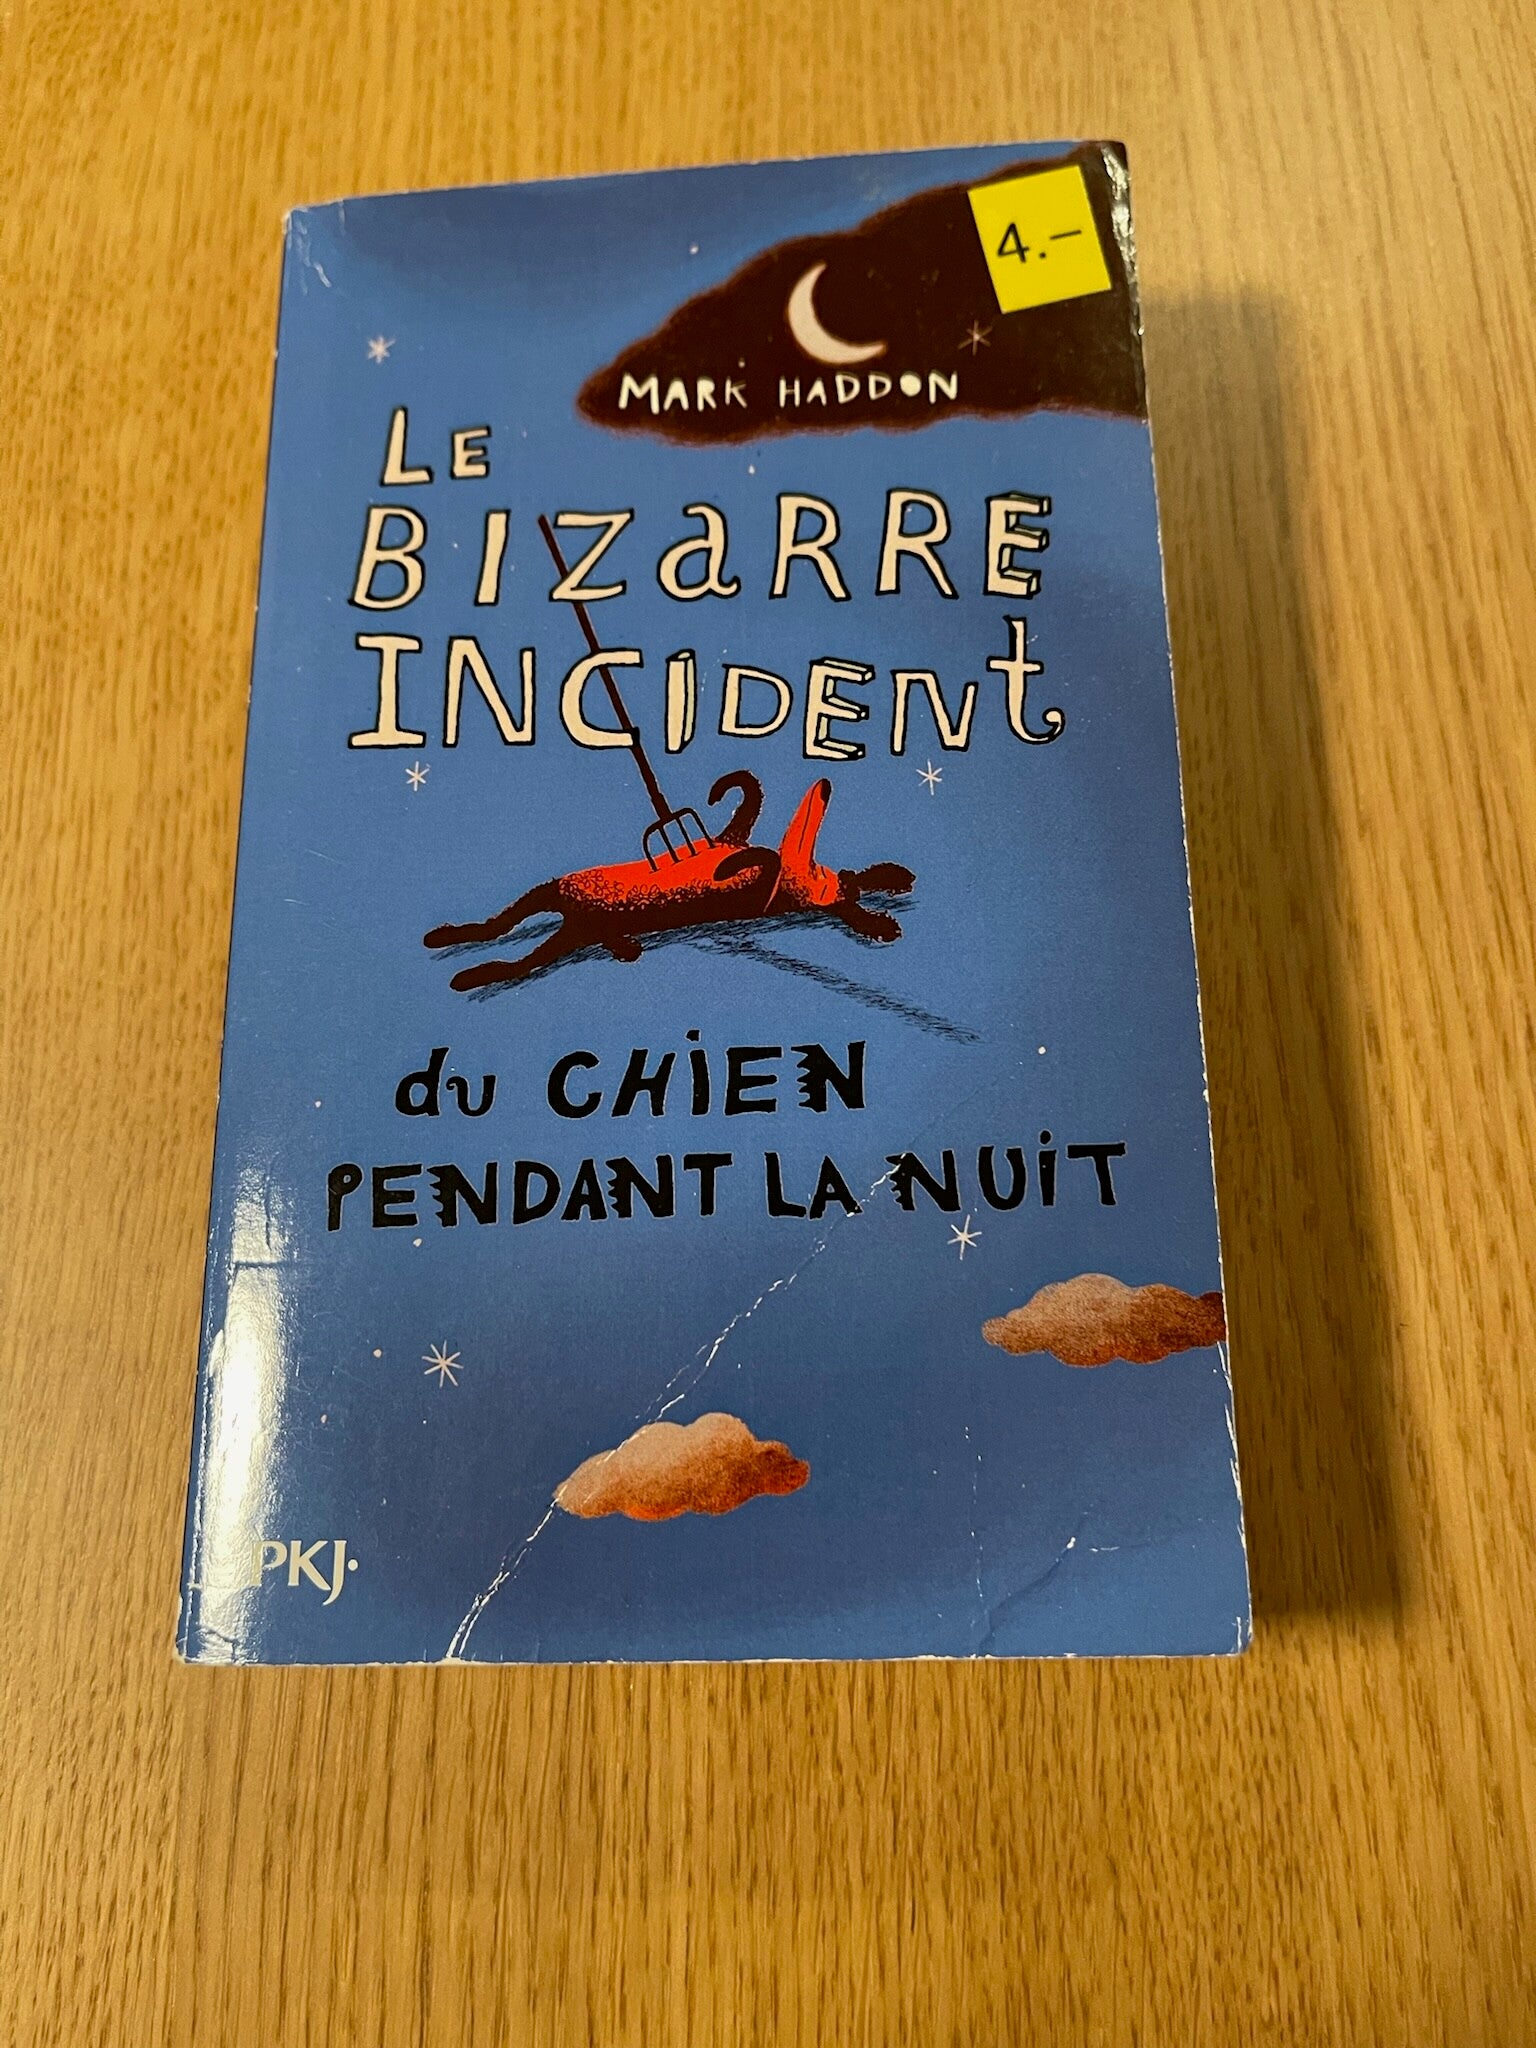 4.–
MARK HADDON
LE
BIZaRRE
INCIDENt
du CHiEN
PENDANT LA NUiT
PKJ·